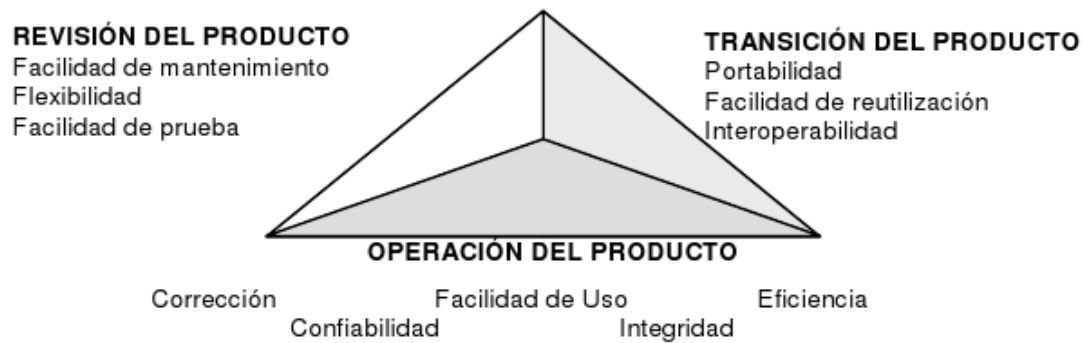 REVISIÓN DEL PRODUCTO
Facilidad de mantenimiento
Flexibilidad
Facilidad de prueba
TRANSICIÓN DEL PRODUCTO
Portabilidad
Facilidad de reutilización
Interoperabilidad
OPERACIÓN DEL PRODUCTO
Corrección Facilidad de Uso Eficiencia
Confiabilidad Integridad